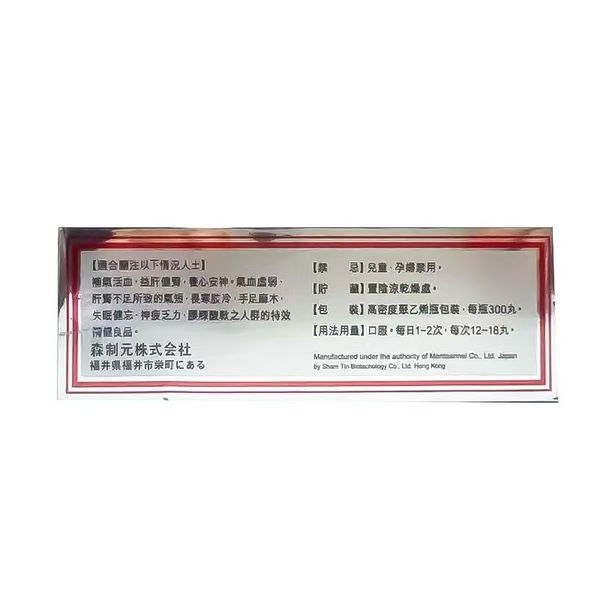 【適合關注以下情況人士】
補氣活血，益肝健腎，養心安神。氣血虛弱、
肝腎不足所致的氣短，畏寒肢冷，手足麻木，
失眠健忘，神疲乏力、腰膝酸軟之人群的特效
補健良品。
森制元株式会社
福井県福井市栄町にある
【禁 忌】兒童、孕婦禁用。
【貯 藏】置陰涼乾燥處。
【包 裝】高密度聚乙烯瓶包裝，每瓶300丸。
【用法用量】口服。每日1~2次，每次12~18丸。
Manufactured under the authority of Co., Ltd. Japan
by Sham Tin Biotechology Co., Ltd. Hong Kong